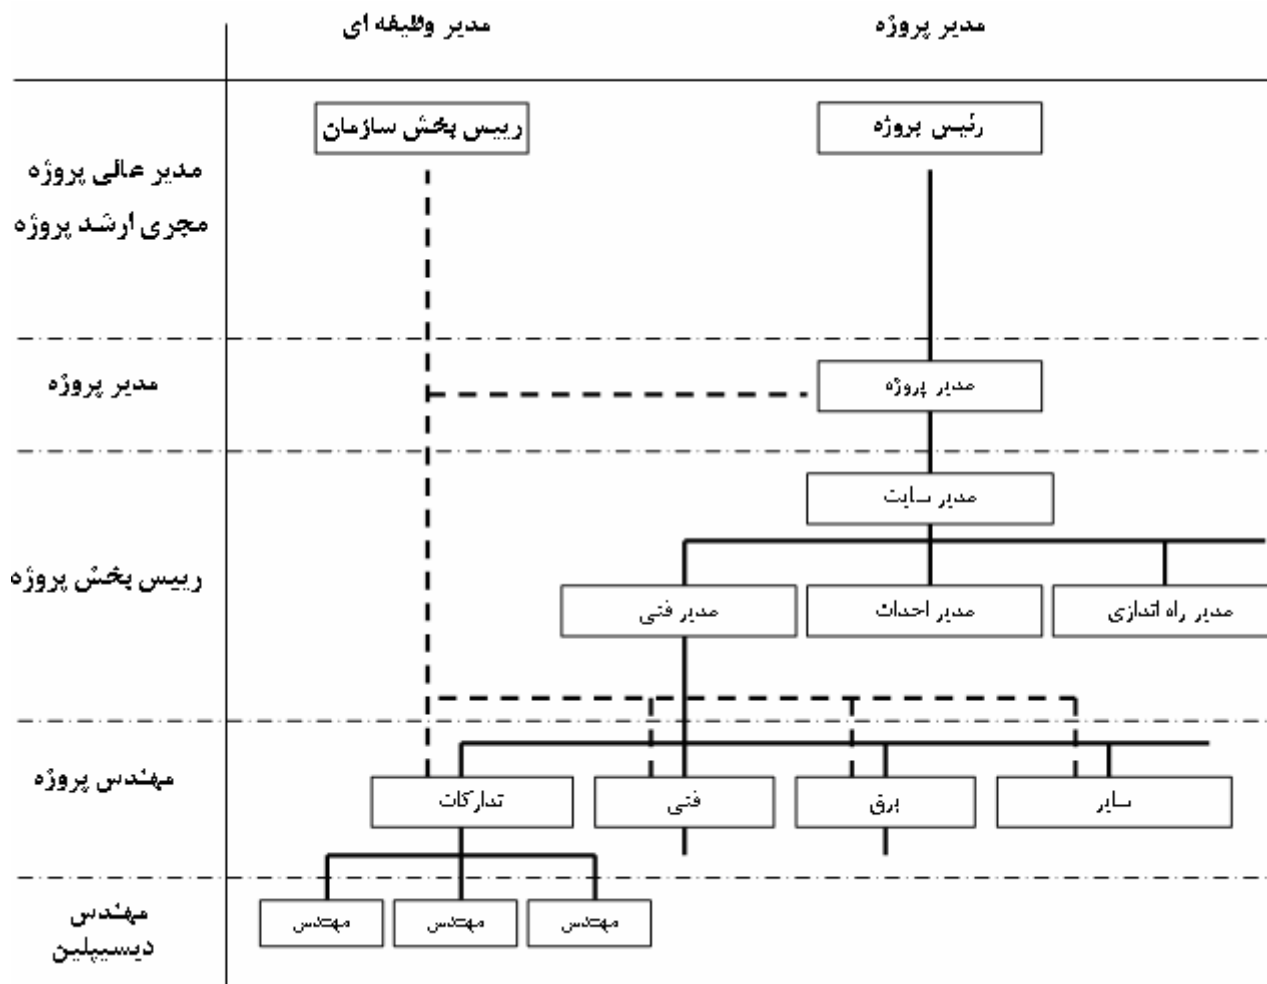 مدیر پروژه
مدیر وظیفه ای
رئیس پروژه
رییس بخش سازمان
مدیر عالی پروژه
مجری ارشد پروژه
مدیر پروژه
مدیر پروژه
مدیر سایت
رییس بخش پروژه
مدیر راه اندازی
مدیر احداث
مدیر فنی
مهندس پروژه
سایر
برق
فنی
تدارکات
مهندس
دیسیپلین
مهندس
مهندس
مهندس